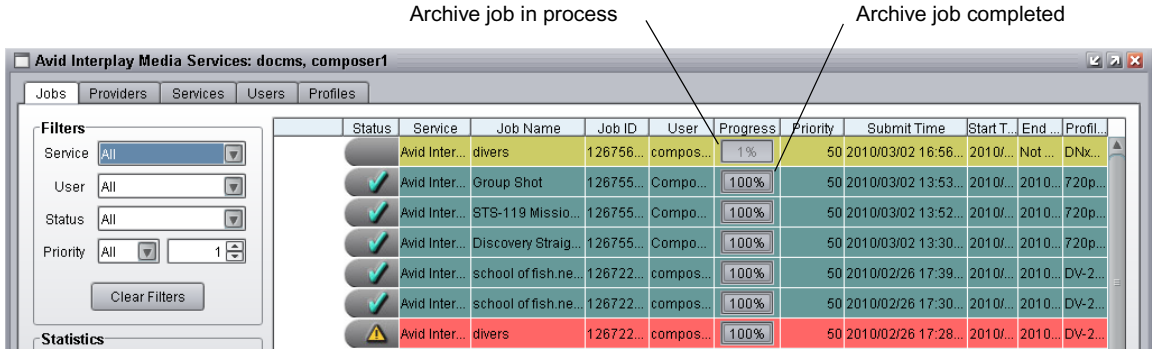 Archive job in process Archive job completed
Avid Interplay Media Services: docms, composer1
Jobs Providers Services Users Profiles
Filters
Service All
User All
Status All
Priority All 1
Clear Filters
Statistics
Status Service Job Name Job ID User Progress Priority Submit Time Start T... End ... Profil...
Avid Inter... divers 126756... compos... 1% 50 2010/03/02 16:56... 2010/... Not ... DNx...
Avid Inter... Group Shot 126755... Compo... 100% 50 2010/03/02 13:53... 2010/... 2010... 720p...
Avid Inter... STS-119 Missio... 126755... Compo... 100% 50 2010/03/02 13:52... 2010/... 2010... 720p...
Avid Inter... Discovery Straig... 126755... Compo... 100% 50 2010/03/02 13:30... 2010/... 2010... 720p...
Avid Inter... school of fish.ne... 126722... compos... 100% 50 2010/02/26 17:39... 2010/... 2010... DV-2...
Avid Inter... school of fish.ne... 126722... compos... 100% 50 2010/02/26 17:30... 2010/... 2010... DV-2...
Avid Inter... divers 126722... compos... 100% 50 2010/02/26 17:28... 2010/... 2010... DV-2...